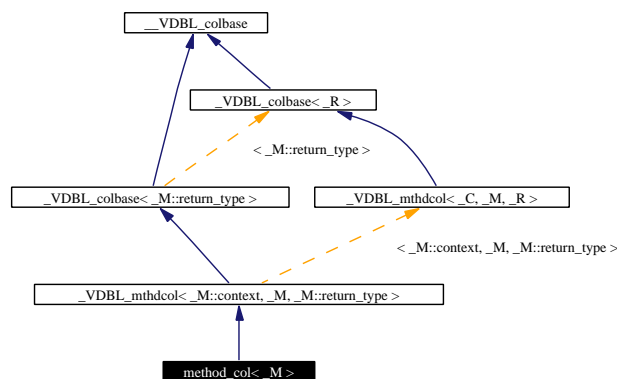 __VDBL_colbase
_VDBL_colbase< _R >
< _M::return_type >
_VDBL_colbase< _M::return_type >
_VDBL_mthdcol< _C, _M, _R >
< _M::context, _M, _M::return_type >
_VDBL_mthdcol< _M::context, _M, _M::return_type >
method_col< _M >